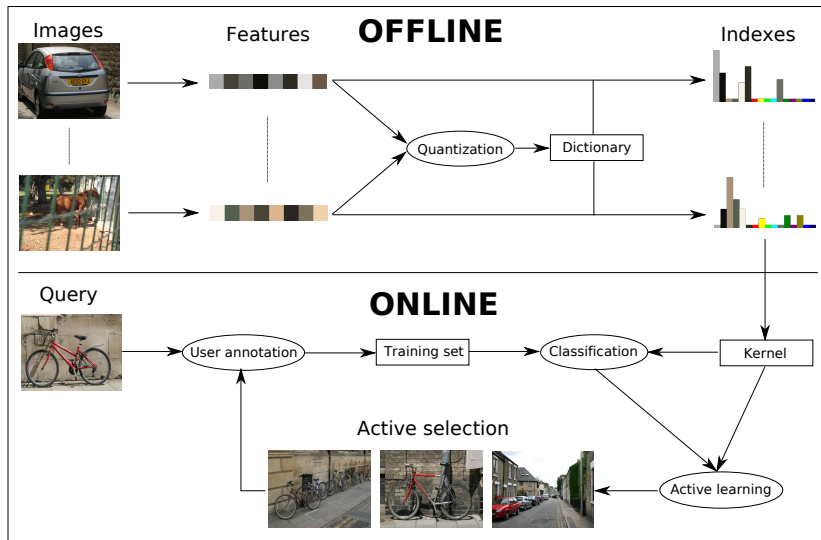 Images
Features
OFFLINE
Indexes
Quantization
Dictionary
Query
ONLINE
User annotation
Training set
Classification
Kernel
Active selection
Active learning